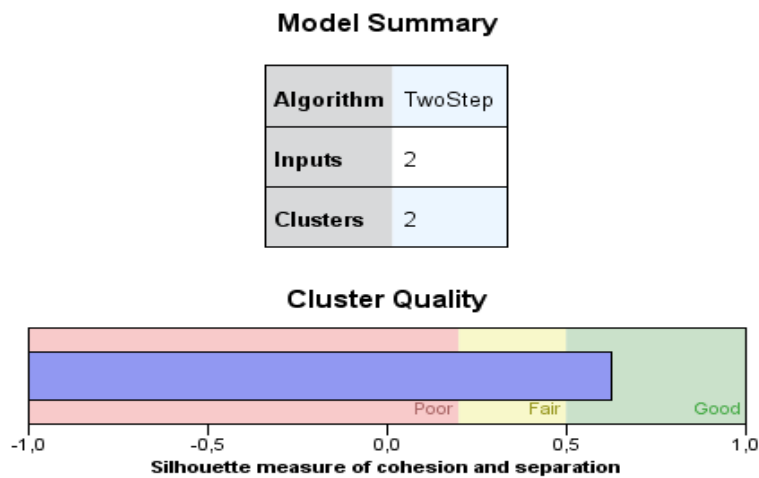 Model Summary
Algorithm TwoStep
Inputs 2
Clusters 2
Cluster Quality
Poor Fair Good
-1,0 -0,5 0,0 0,5 1,0
Silhouette measure of cohesion and separation